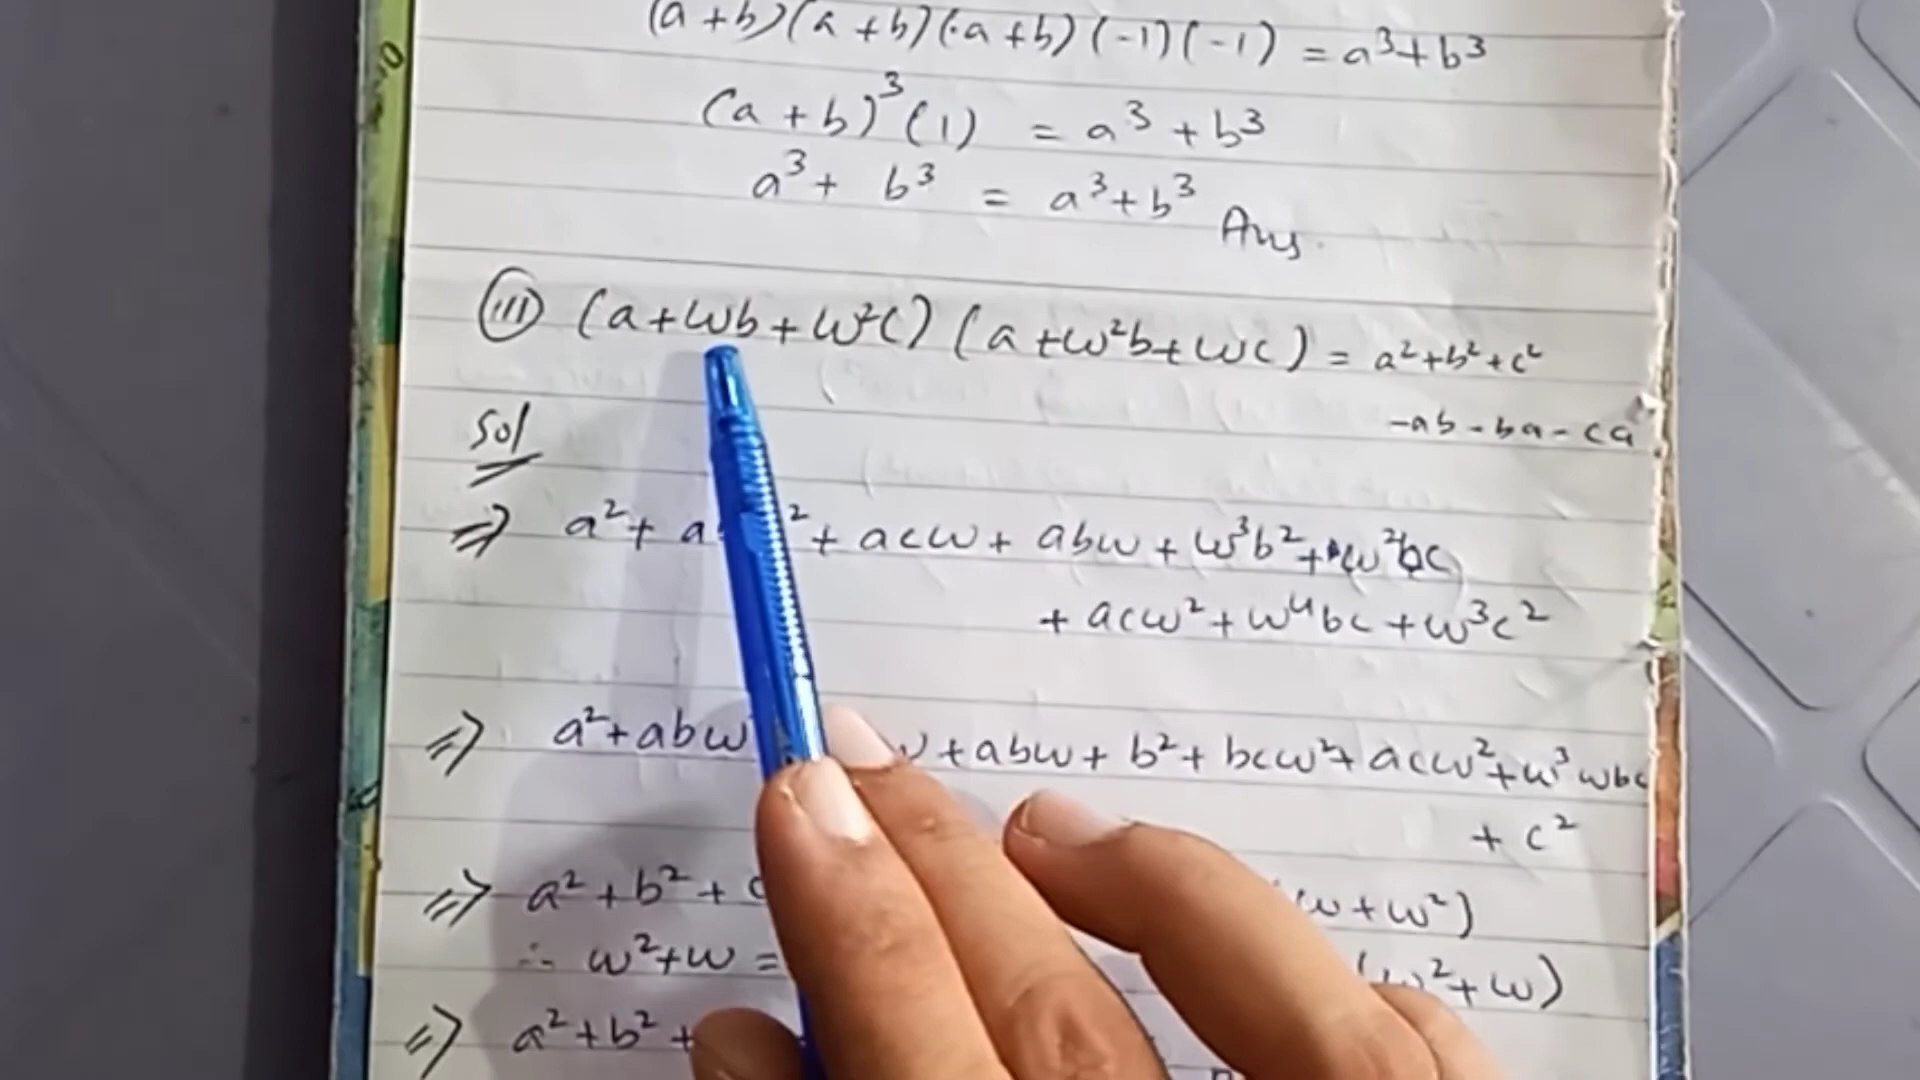 (a+b)(a+b)(a+b)(-1)(-1) = a³+b³
(a+b)³(1) = a³+b³
a³+ b³ = a³+b³ Ans.
(iii) (a+ωb+ω²c)(a+ω²b+ωc) = a²+b²+c²
-ab-ba-ca
Sol
⇒ a²+ a ²+ acω+ abω+ω³b²+ω²bc
+ acω²+ω⁴bc+ω³c²
⇒ a²+abω +abω+b²+bcω²+acω²+ω³ωbc
+ c²
⇒ a²+b²+ ω+ω²)
∴ ω²+ω = (ω²+ω)
⇒ a²+b²+